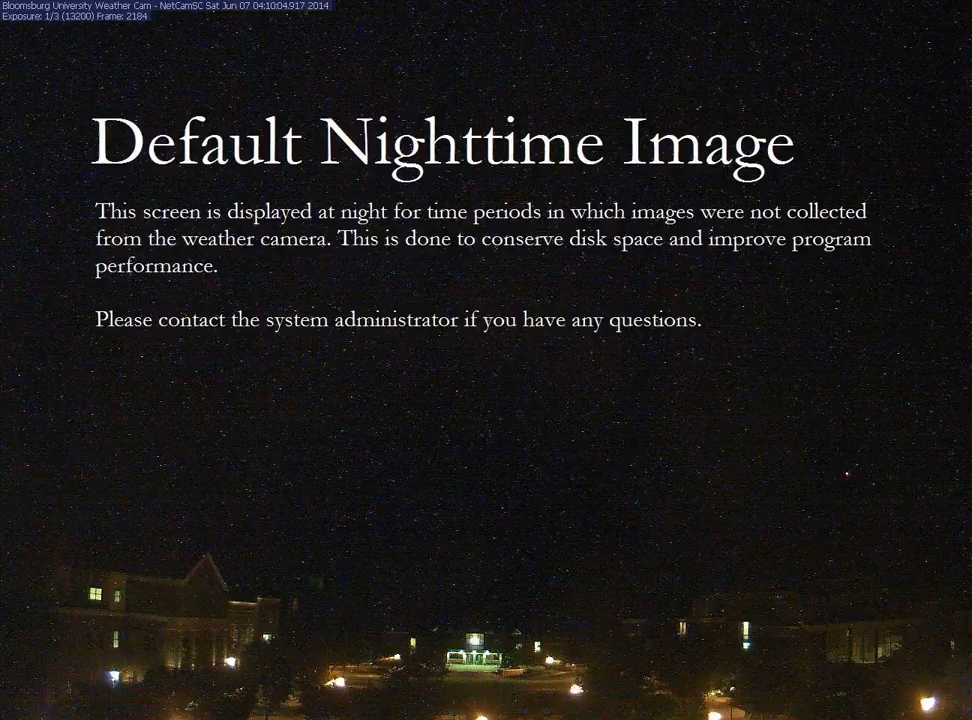 Bloomsburg University Weather Cam - NetCamSC Sat Jun 07 04:10:04.917 2014
Exposure: 1/3 (13200) Frame: 2184
Default Nighttime Image
This screen is displayed at night for time periods in which images were not collected
from the weather camera. This is done to conserve disk space and improve program
performance.
Please contact the system administrator if you have any questions.